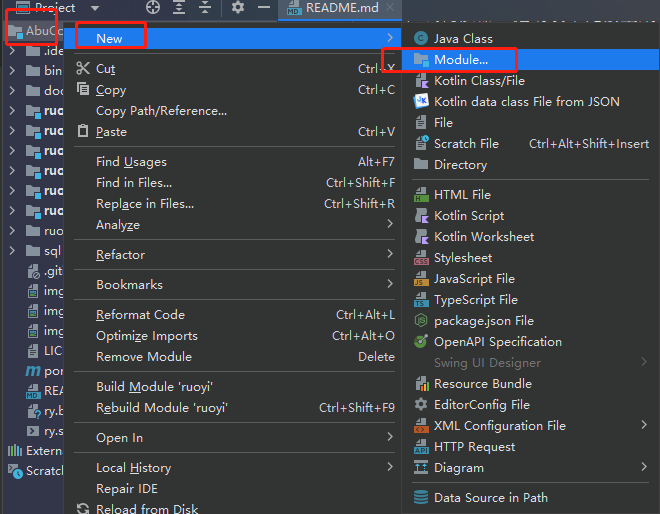 Project
README.md
AbuCo
New
.ide
bin
doc
ruo
ruo
ruo
ruo
ruo
ruo
ruo
sql
.git
img
img
img
LIC
por
REA
ry.b
ry.s
Extern
Scratch
Cut Ctrl+X
Copy Ctrl+C
Copy Path/Reference...
Paste Ctrl+V
Find Usages Alt+F7
Find in Files... Ctrl+Shift+F
Replace in Files... Ctrl+Shift+R
Analyze
Refactor
Bookmarks
Reformat Code Ctrl+Alt+L
Optimize Imports Ctrl+Alt+O
Remove Module Delete
Build Module 'ruoyi'
Rebuild Module 'ruoyi' Ctrl+Shift+F9
Open In
Local History
Repair IDE
Reload from Disk
Java Class
Module...
Kotlin Class/File
Kotlin data class File from JSON
File
Scratch File Ctrl+Alt+Shift+Insert
Directory
HTML File
Kotlin Script
Kotlin Worksheet
Stylesheet
JavaScript File
TypeScript File
package.json File
OpenAPI Specification
Swing UI Designer
Resource Bundle
EditorConfig File
XML Configuration File
HTTP Request
Diagram
Data Source in Path